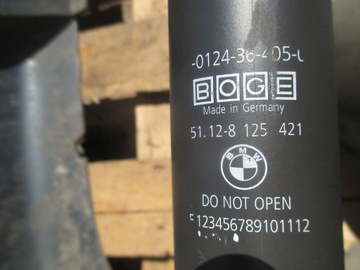 -0124-36-405-0
BOGE
Made in Germany
51.12-8 125 421
BMW
DO NOT OPEN
123456789101112